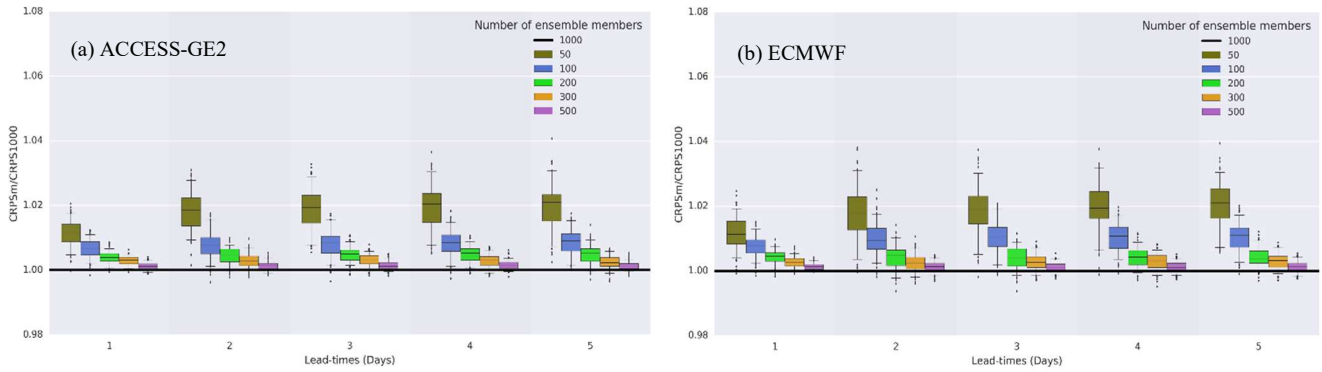 1.08
1.06
1.04
1.02
1.00
0.98
CRPSm/CRPS1000
(a) ACCESS-GE2
Number of ensemble members
1000
50
100
200
300
500
1 2 3 4 5
Lead-times (Days)
1.08
1.06
1.04
1.02
1.00
0.98
CRPSm/CRPS1000
(b) ECMWF
Number of ensemble members
1000
50
100
200
300
500
1 2 3 4 5
Lead-times (Days)